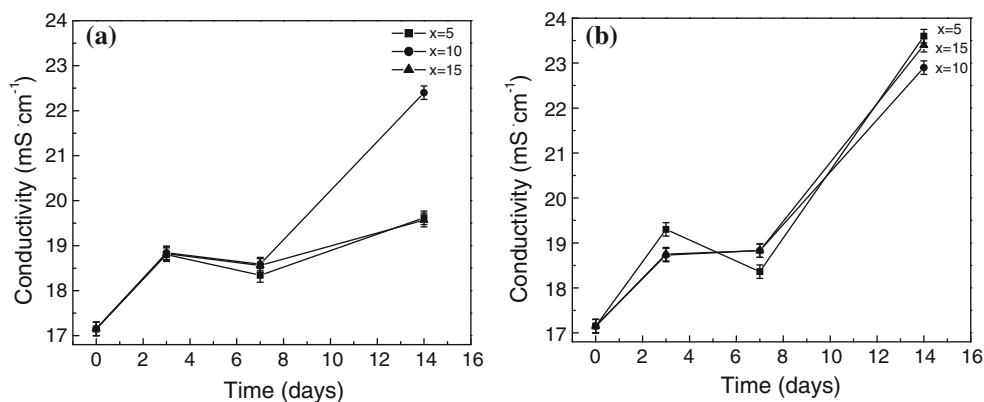 (a)
x=5
x=10
x=15
24
23
22
21
20
19
18
17
Conductivity (mS cm-1)
0 2 4 6 8 10 12 14 16
Time (days)
(b)
x=5
x=15
x=10
24
23
22
21
20
19
18
17
Conductivity (mS cm-1)
0 2 4 6 8 10 12 14 16
Time (days)